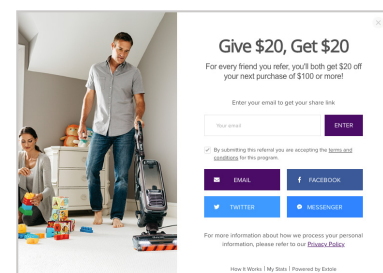 Give $20, Get $20
For every friend you refer, you'll both get $20 off
your next purchase of $100 or more!
Enter your email to get your share link
Your email
ENTER
By submitting this referral you are accepting the terms and
conditions for this program.
EMAIL
FACEBOOK
TWITTER
MESSENGER
For more information about how we process your personal
information, please refer to our Privacy Policy
How It Works | My Stats | Powered by Extole